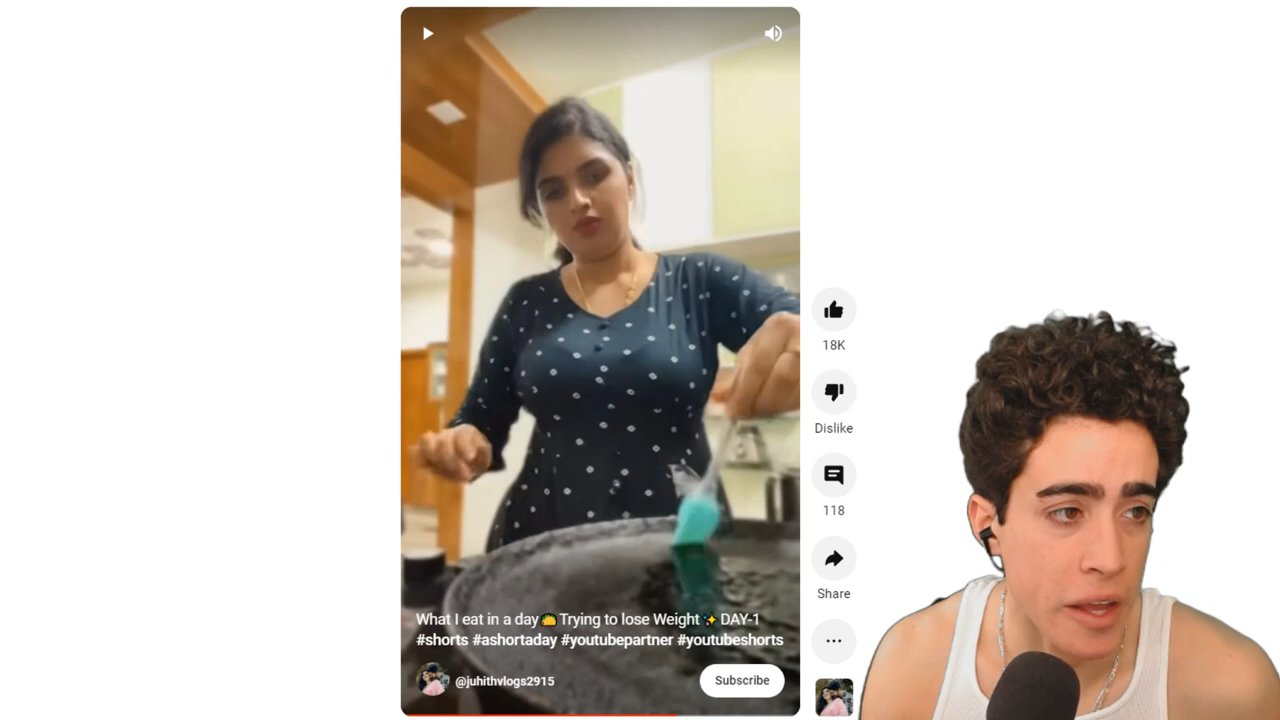 What I eat in a day🌮Trying to lose Weight✨DAY-1
#shorts #ashortaday #youtubepartner #youtubeshorts
@juhithvlogs2915
Subscribe
18K
Dislike
118
Share